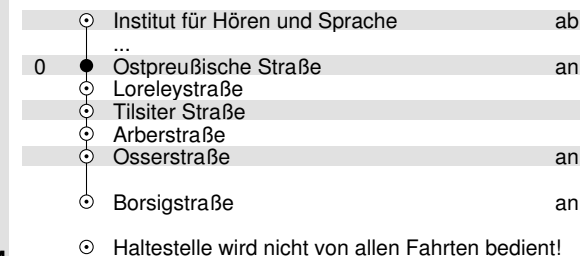 Institut für Hören und Sprache ab
...
0 Ostpreußische Straße an
Loreleystraße
Tilsiter Straße
Arberstraße
Osserstraße an
Borsigstraße an
Haltestelle wird nicht von allen Fahrten bedient!